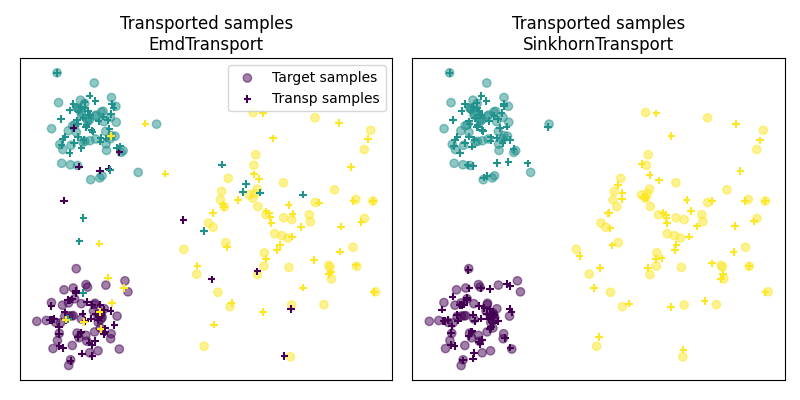 Transported samples
EmdTransport
Target samples
Transp samples
Transported samples
SinkhornTransport